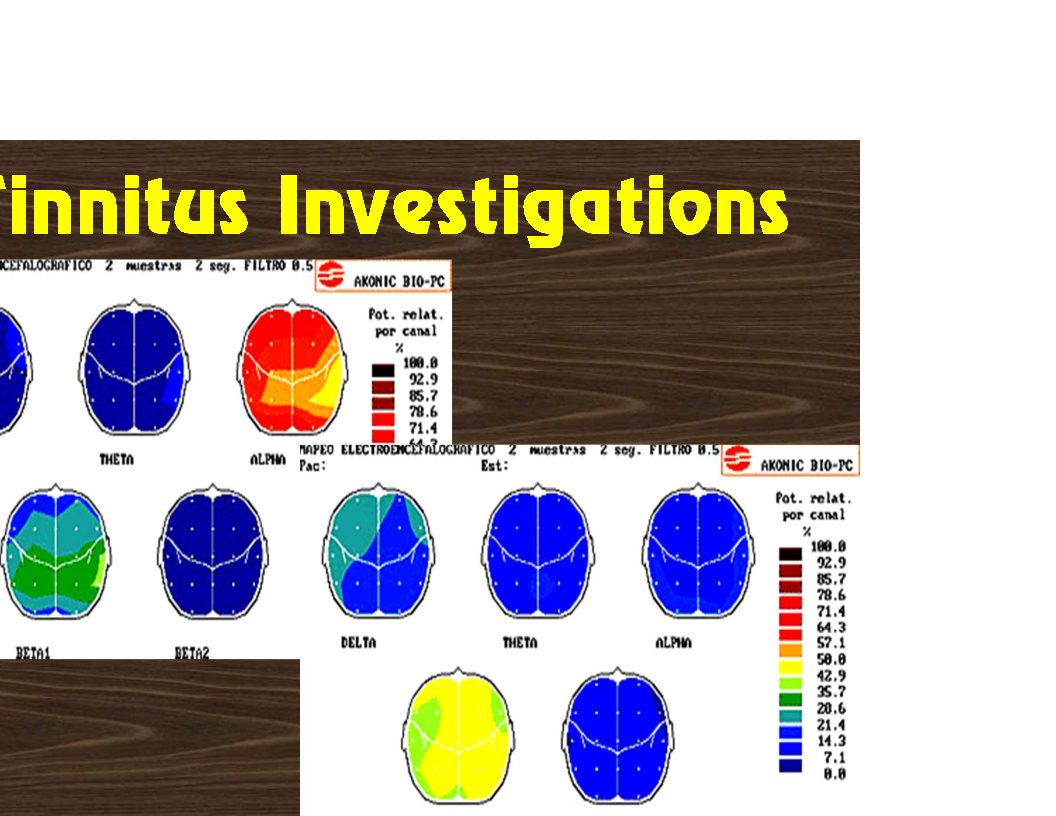 Tinnitus Investigations
NCEFALOGRAFICO 2 muestras 2 seg. FILTRO 0.5
AKONIC BIO-PC
Pot. relat.
por canal
%
100.0
92.9
85.7
78.6
71.4
64.3
THETA
ALPHA
MAPEO ELECTROENCEFALOGRAFICO 2 muestras 2 seg. FILTRO 0.5
Pac:
Est:
AKONIC BIO-PC
Pot. relat.
por canal
%
100.0
92.9
85.7
78.6
71.4
64.3
57.1
50.0
42.9
35.7
28.6
21.4
14.3
7.1
0.0
BETA1
BETA2
DELTA
THETA
ALPHA